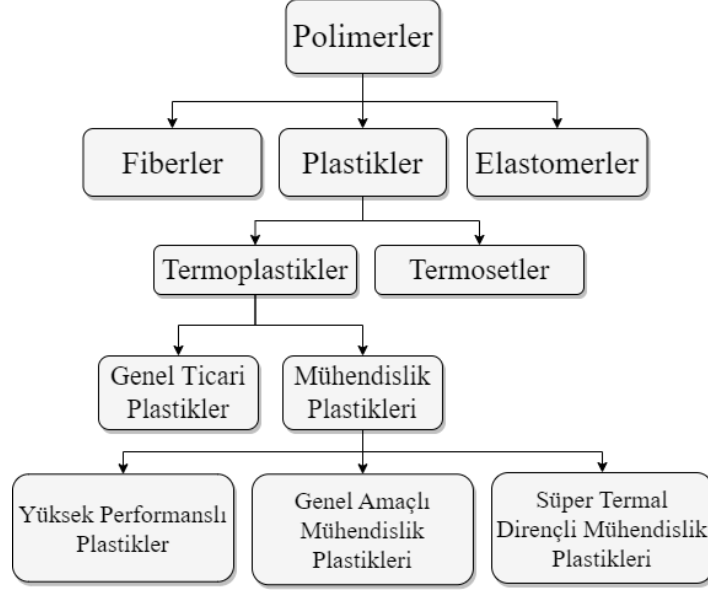 Polimerler
Fiberler
Plastikler
Elastomerler
Termoplastikler
Termosetler
Genel Ticari
Plastikler
Mühendislik
Plastikleri
Yüksek Performanslı
Plastikler
Genel Amaçlı
Mühendislik
Plastikleri
Süper Termal
Dirençli Mühendislik
Plastikleri